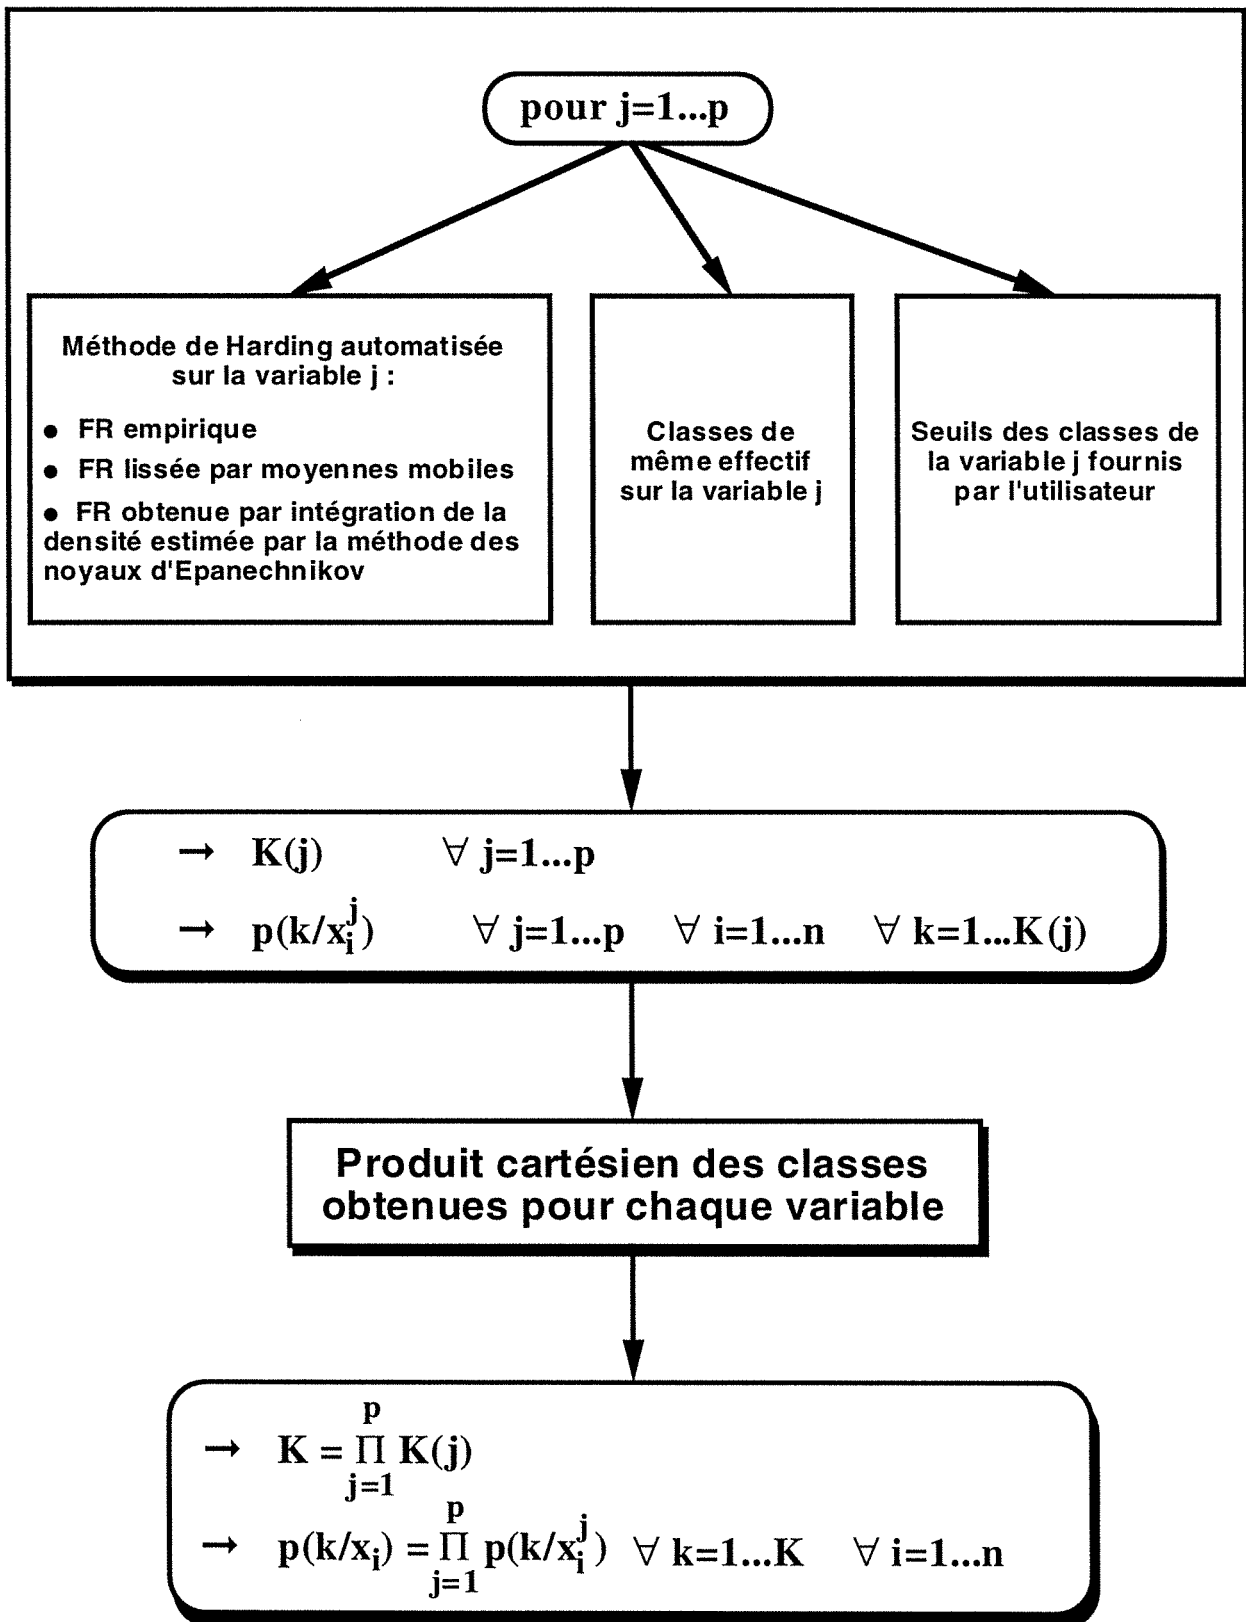 pour j=1...p
Méthode de Harding automatisée
sur la variable j :
● FR empirique
● FR lissée par moyennes mobiles
● FR obtenue par intégration de la
densité estimée par la méthode des
noyaux d'Epanechnikov
Classes de
même effectif
sur la variable j
Seuils des classes de
la variable j fournis
par l'utilisateur
→ K(j) ∀ j=1...p
→ p(k/x_i^j) ∀ j=1...p ∀ i=1...n ∀ k=1...K(j)
Produit cartésien des classes
obtenues pour chaque variable
→ K = ∏_{j=1}^{p} K(j)
→ p(k/x_i) = ∏_{j=1}^{p} p(k/x_i^j) ∀ k=1...K ∀ i=1...n